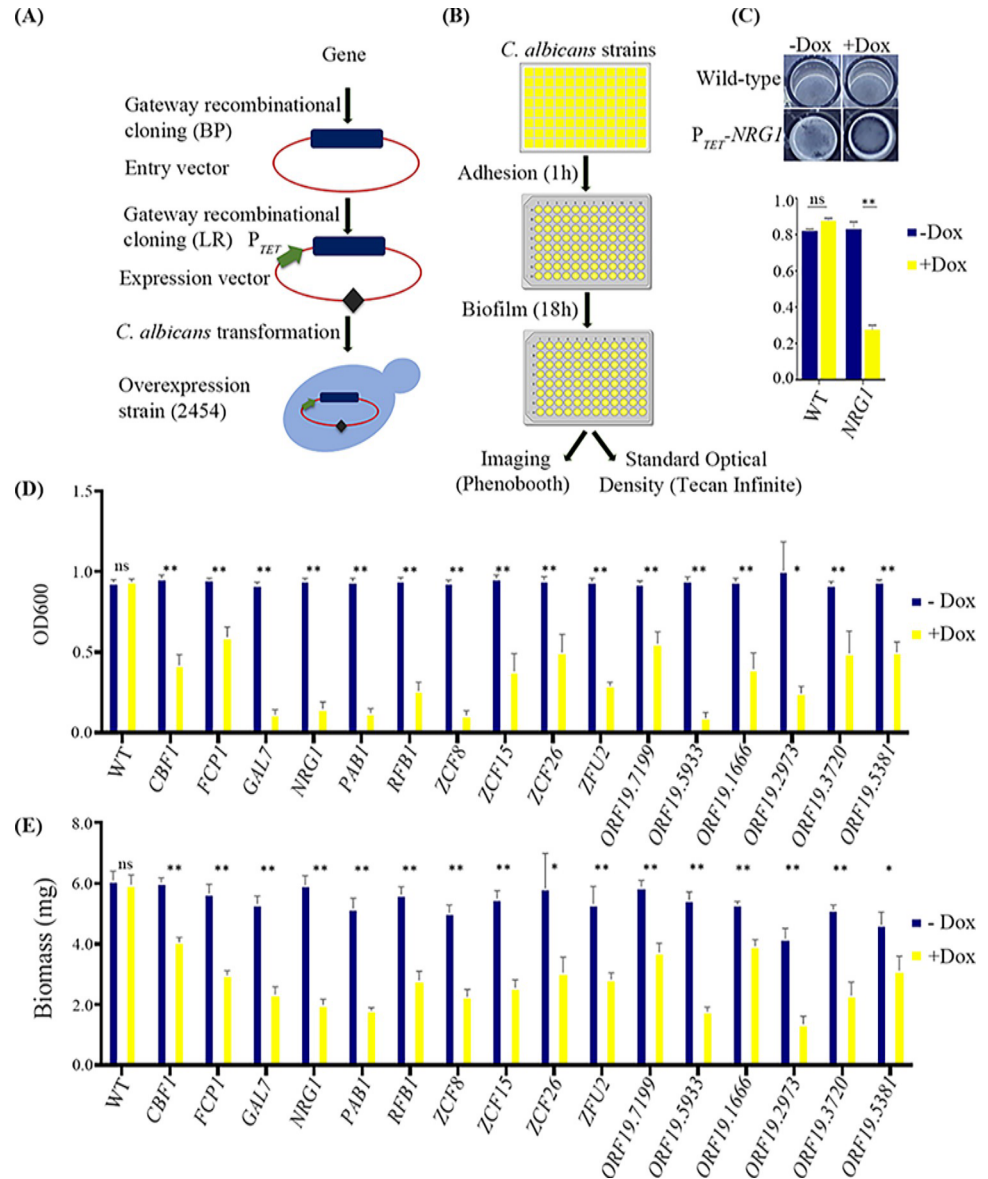 (A)
Gene
Gateway recombinational
cloning (BP)
Entry vector
Gateway recombinational
cloning (LR) PTET
Expression vector
C. albicans transformation
Overexpression
strain (2454)
(B)
C. albicans strains
Adhesion (1h)
Biofilm (18h)
Imaging
(Phenobooth)
Standard Optical
Density (Tecan Infinite)
(C)
-Dox +Dox
Wild-type
PTET-NRG1
1.0
0.8
0.6
0.4
0.2
0.0
ns **
-Dox
+Dox
WT NRG1
(D)
OD600
1.5
1.0
0.5
0.0
ns ** ** ** ** ** ** ** ** ** ** ** ** ** * ** **
- Dox
+Dox
WT CBF1 FCP1 GAL7 NRG1 PAB1 RFB1 ZCF8 ZCF15 ZCF26 ZFU2 ORF19.7199 ORF19.5933 ORF19.1666 ORF19.2973 ORF19.3720 ORF19.5381
(E)
Biomass (mg)
8.0
6.0
4.0
2.0
0.0
ns ** ** ** ** ** ** ** ** * ** ** ** ** ** ** *
- Dox
+Dox
WT CBF1 FCP1 GAL7 NRG1 PAB1 RFB1 ZCF8 ZCF15 ZCF26 ZFU2 ORF19.7199 ORF19.5933 ORF19.1666 ORF19.2973 ORF19.3720 ORF19.5381